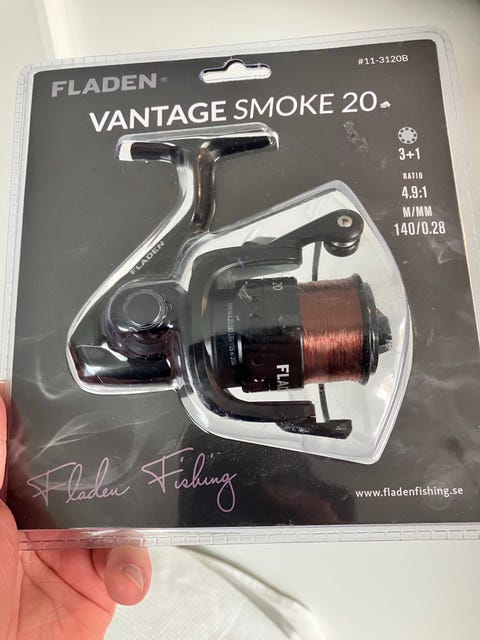 #11-3120B
FLADEN®
VANTAGE SMOKE 20
3+1
RATIO
4.9:1
M/MM
140/0.28
FLADEN
20
FLA
Fladen Fishing
www.fladenfishing.se